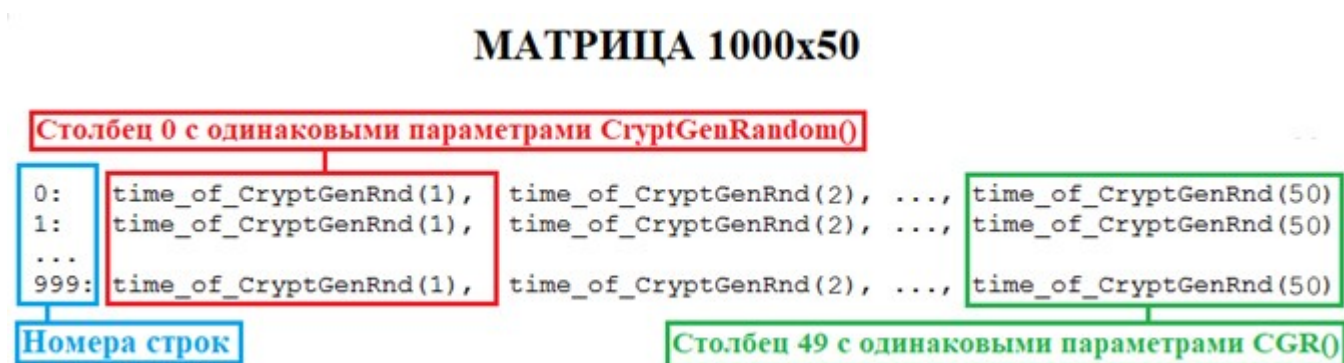 МАТРИЦА 1000x50
Столбец 0 с одинаковыми параметрами CryptGenRandom()
0: time_of_CryptGenRnd(1), time_of_CryptGenRnd(2), ..., time_of_CryptGenRnd(50)
1: time_of_CryptGenRnd(1), time_of_CryptGenRnd(2), ..., time_of_CryptGenRnd(50)
...
999: time_of_CryptGenRnd(1), time_of_CryptGenRnd(2), ..., time_of_CryptGenRnd(50)
Номера строк
Столбец 49 с одинаковыми параметрами CGR()